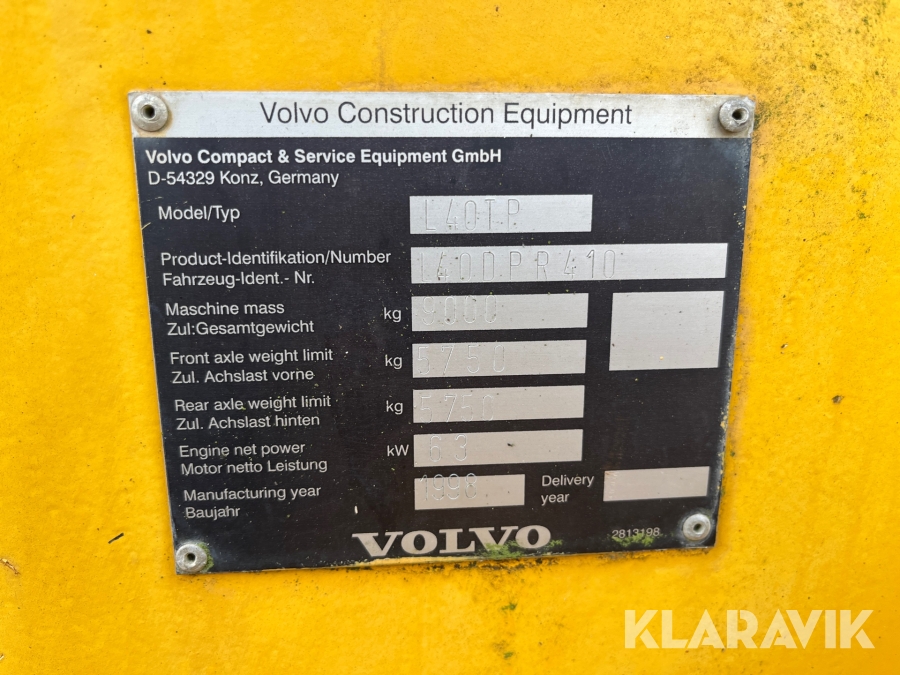 Volvo Construction Equipment
Volvo Compact & Service Equipment GmbH
D-54329 Konz, Germany
Model/Typ L40TP
Product-Identifikation/Number
Fahrzeug-Ident.- Nr. L40DPR410
Maschine mass
Zul:Gesamtgewicht kg 9000
Front axle weight limit
Zul. Achslast vorne kg 5750
Rear axle weight limit
Zul. Achslast hinten kg 5750
Engine net power
Motor netto Leistung kW 63
Manufacturing year
Baujahr
Delivery
year
VOLVO
2813198
KLARAVIK